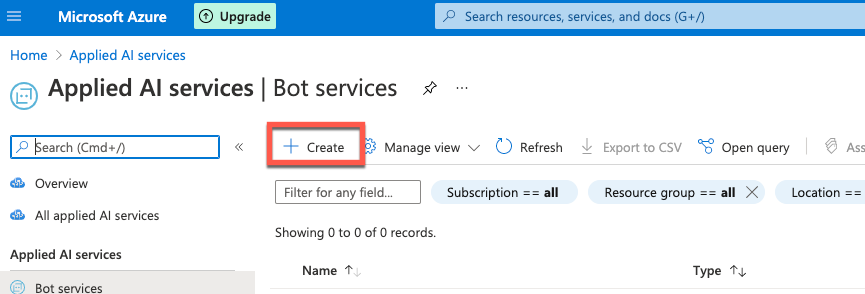 Microsoft Azure Upgrade Search resources, services, and docs (G+/)
Home > Applied AI services
Applied AI services | Bot services ...
Search (Cmd+/) « + Create Manage view Refresh Export to CSV Open query Ass
Overview
Filter for any field... Subscription == all Resource group == all Location ==
All applied AI services
Showing 0 to 0 of 0 records.
Applied AI services
Name ↑↓ Type ↑↓
Bot services